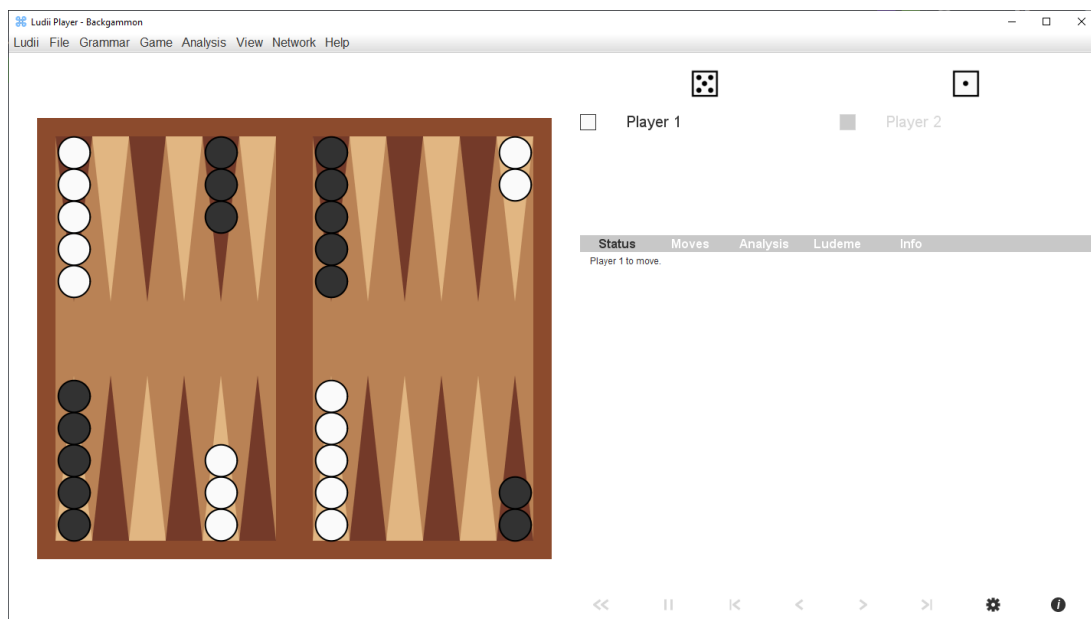 Ludii Player - Backgammon
Ludii File Grammar Game Analysis View Network Help
Player 1 Player 2
Status Moves Analysis Ludeme Info
Player 1 to move.